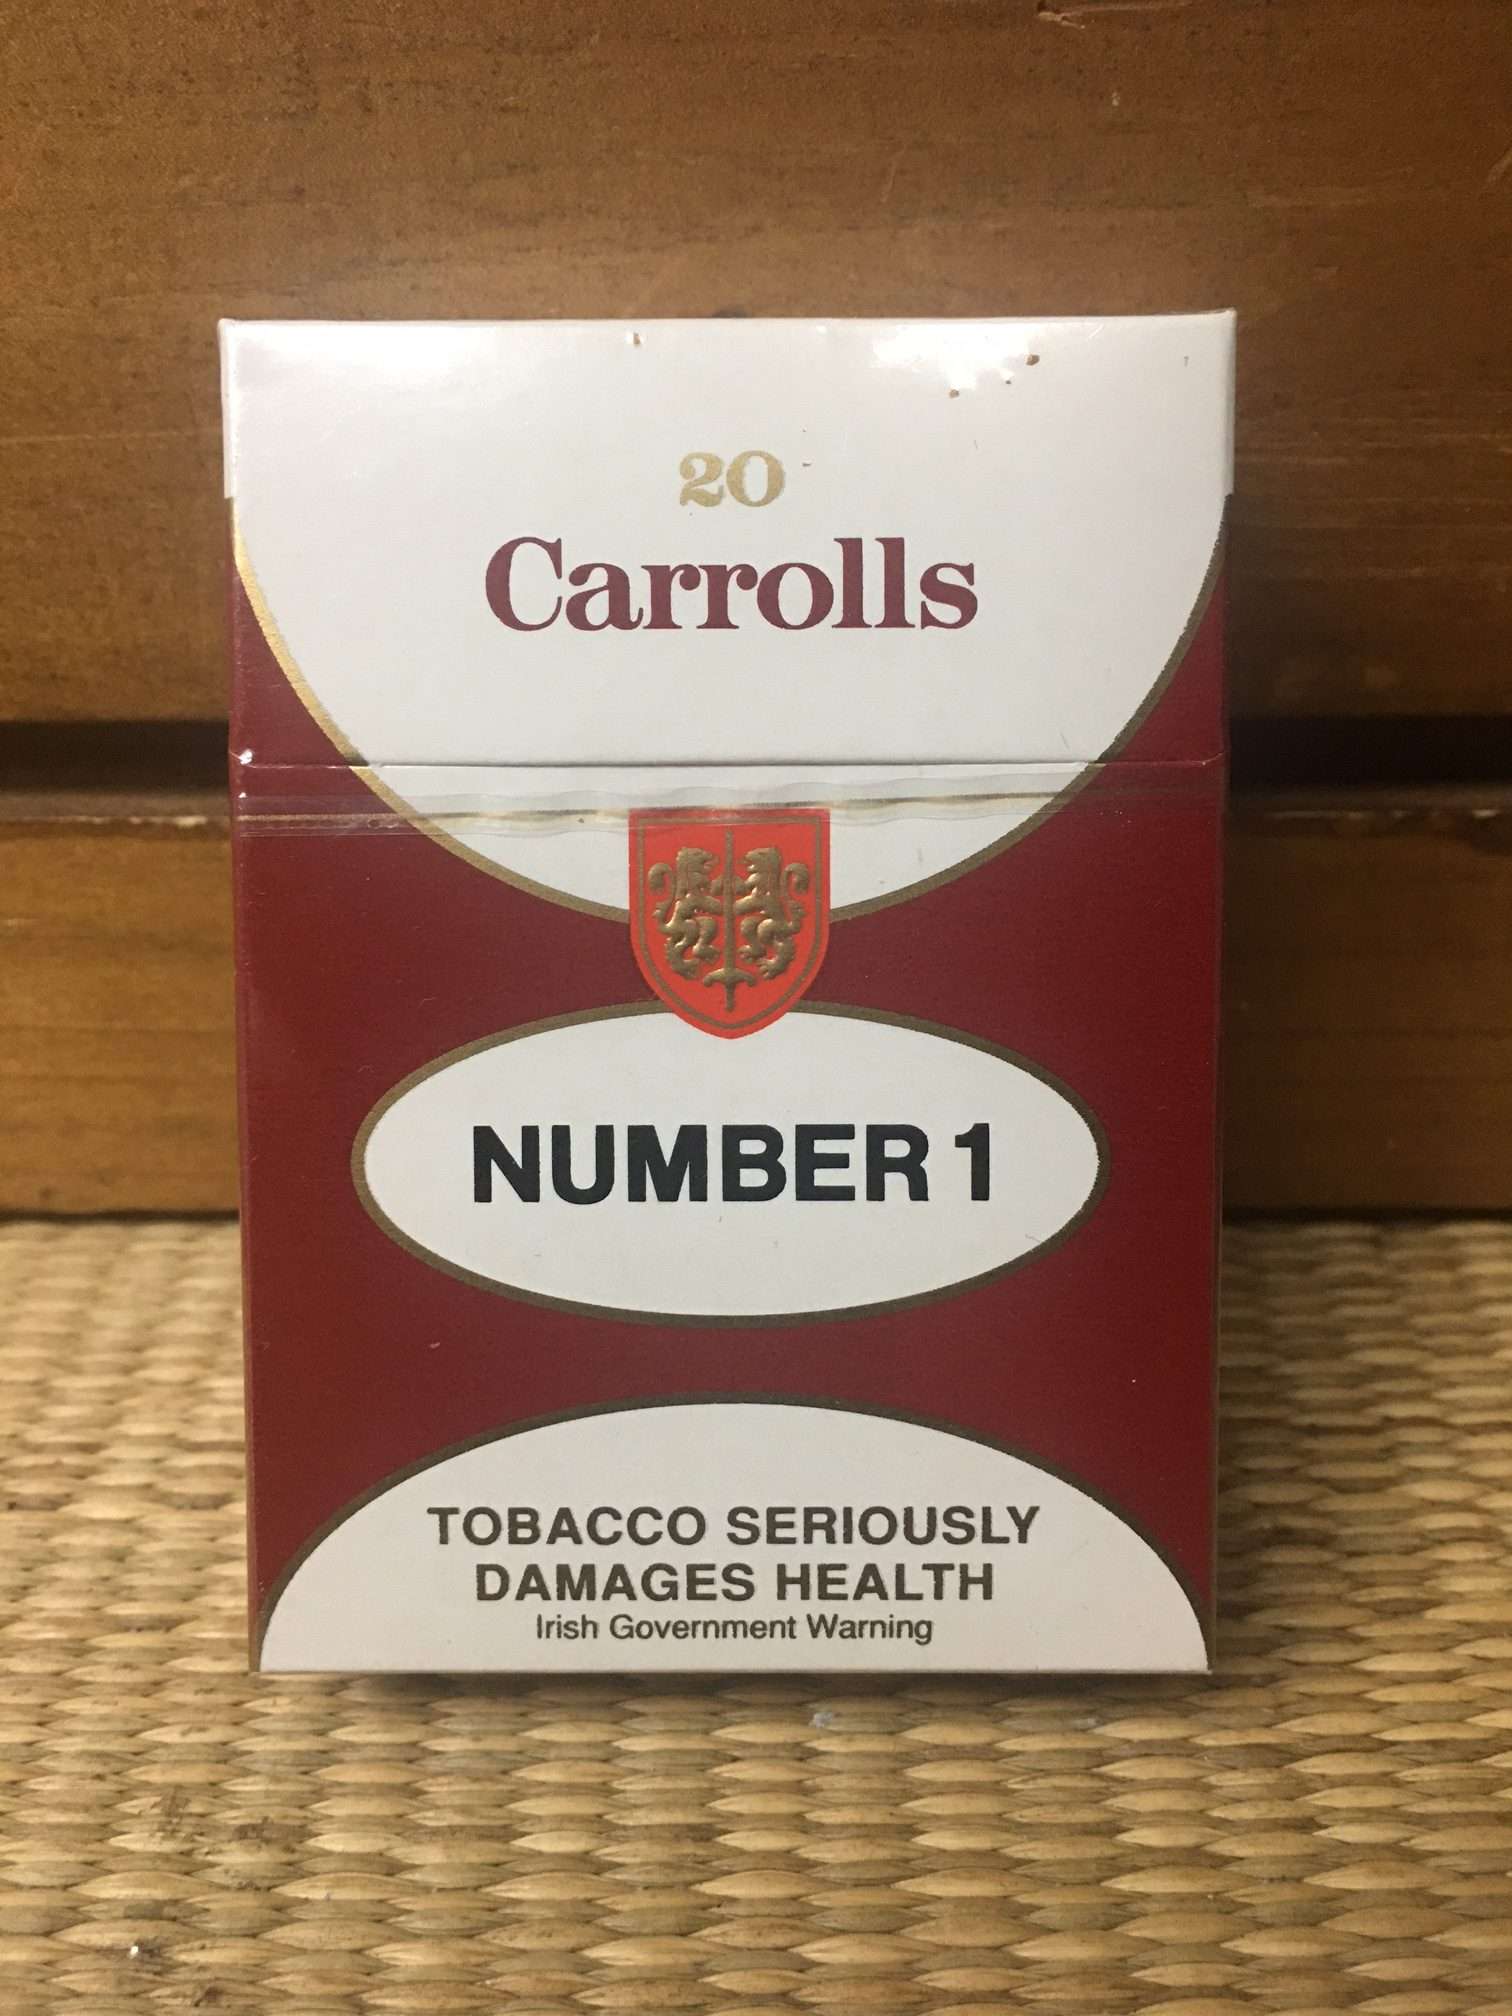 20
Carrolls
NUMBER 1
TOBACCO SERIOUSLY
DAMAGES HEALTH
Irish Government Warning